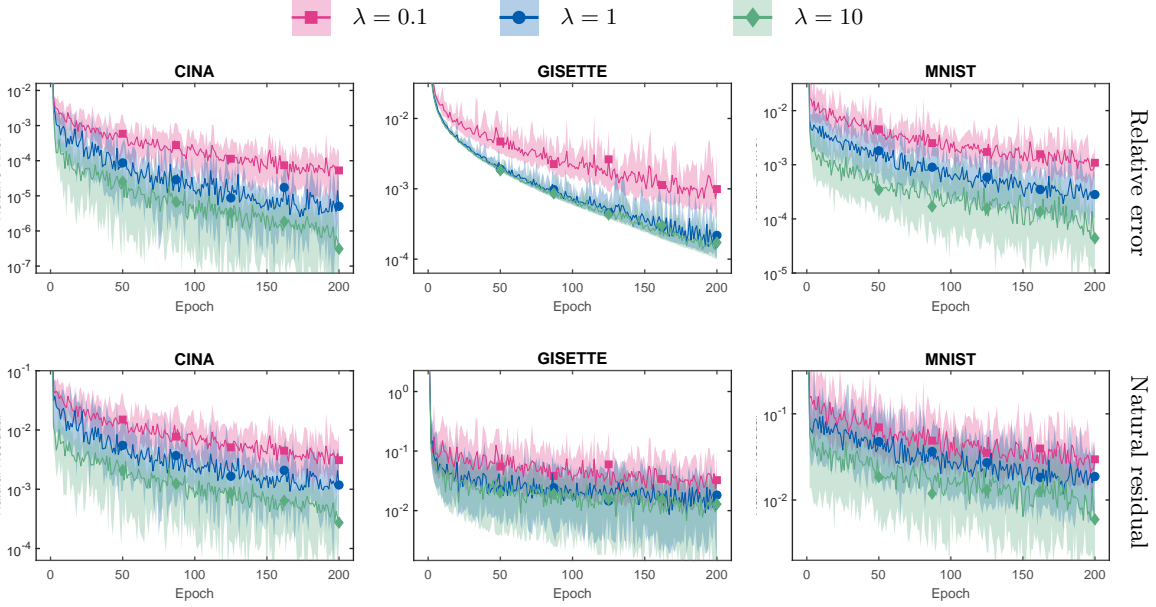 λ = 0.1 λ = 1 λ = 10
CINA GISETTE MNIST
10⁻² 10⁻³ 10⁻⁴ 10⁻⁵ 10⁻⁶ 10⁻⁷
0 50 100 150 200
Epoch
10⁻² 10⁻³ 10⁻⁴
0 50 100 150 200
Epoch
10⁻² 10⁻³ 10⁻⁴ 10⁻⁵
0 50 100 150 200
Epoch
Relative error
CINA GISETTE MNIST
10⁻¹ 10⁻² 10⁻³ 10⁻⁴
0 50 100 150 200
Epoch
10⁰ 10⁻¹ 10⁻²
0 50 100 150 200
Epoch
10⁻¹ 10⁻²
0 50 100 150 200
Epoch
Natural residual